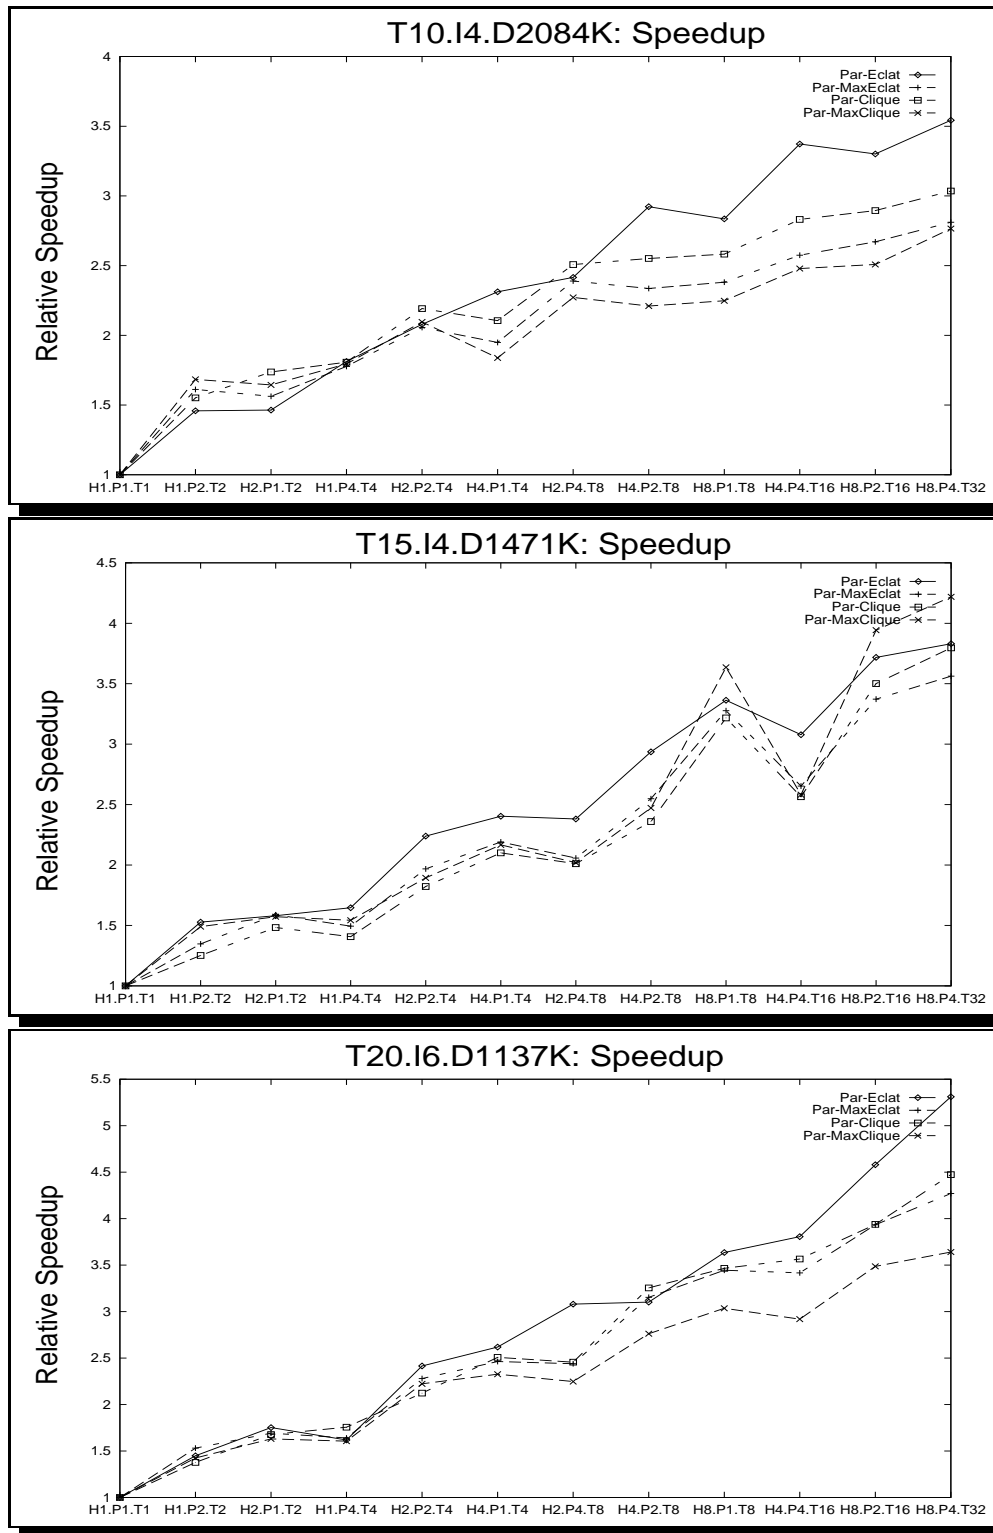 T10.I4.D2084K: Speedup
Relative Speedup
4
3.5
3
2.5
2
1.5
1
Par-Eclat
Par-MaxEclat
Par-Clique
Par-MaxClique
H1.P1.T1 H1.P2.T2 H2.P1.T2 H1.P4.T4 H2.P2.T4 H4.P1.T4 H2.P4.T8 H4.P2.T8 H8.P1.T8 H4.P4.T16 H8.P2.T16 H8.P4.T32
T15.I4.D1471K: Speedup
Relative Speedup
4.5
4
3.5
3
2.5
2
1.5
1
Par-Eclat
Par-MaxEclat
Par-Clique
Par-MaxClique
H1.P1.T1 H1.P2.T2 H2.P1.T2 H1.P4.T4 H2.P2.T4 H4.P1.T4 H2.P4.T8 H4.P2.T8 H8.P1.T8 H4.P4.T16 H8.P2.T16 H8.P4.T32
T20.I6.D1137K: Speedup
Relative Speedup
5.5
5
4.5
4
3.5
3
2.5
2
1.5
1
Par-Eclat
Par-MaxEclat
Par-Clique
Par-MaxClique
H1.P1.T1 H1.P2.T2 H2.P1.T2 H1.P4.T4 H2.P2.T4 H4.P1.T4 H2.P4.T8 H4.P2.T8 H8.P1.T8 H4.P4.T16 H8.P2.T16 H8.P4.T32